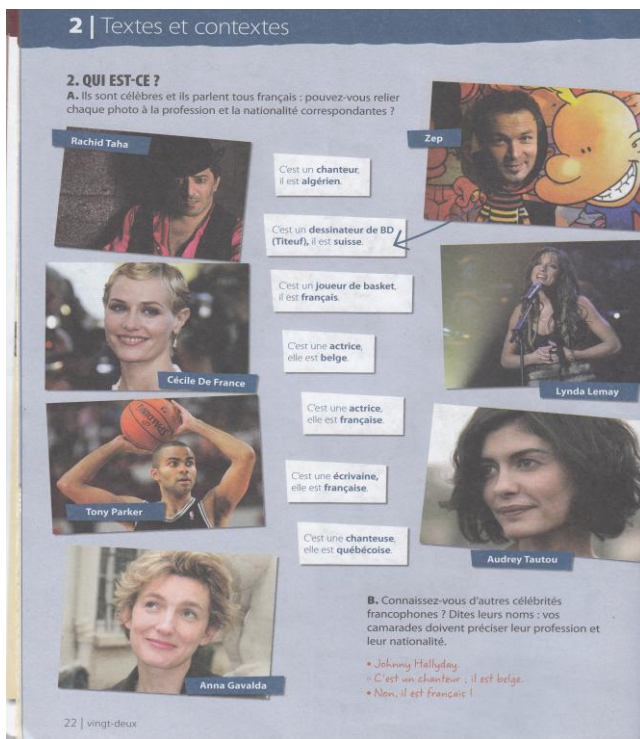 2 | Textes et contextes
2. QUI EST-CE ?
A. Ils sont célèbres et ils parlent tous français : pouvez-vous relier
chaque photo à la profession et la nationalité correspondantes ?
Rachid Taha
Zep
C'est un chanteur,
il est algérien.
C'est un dessinateur de BD
(Titeuf), il est suisse.
C'est un joueur de basket,
il est français.
C'est une actrice,
elle est belge.
Cécile De France
Lynda Lemay
C'est une actrice,
elle est française.
C'est une écrivaine,
elle est française.
Tony Parker
C'est une chanteuse,
elle est québécoise.
Audrey Tautou
Anna Gavalda
B. Connaissez-vous d'autres célébrités
francophones ? Dites leurs noms : vos
camarades doivent préciser leur profession et
leur nationalité.
• Johnny Hallyday.
◦ C'est un chanteur ; il est belge.
• Non, il est français !
22 | vingt-deux